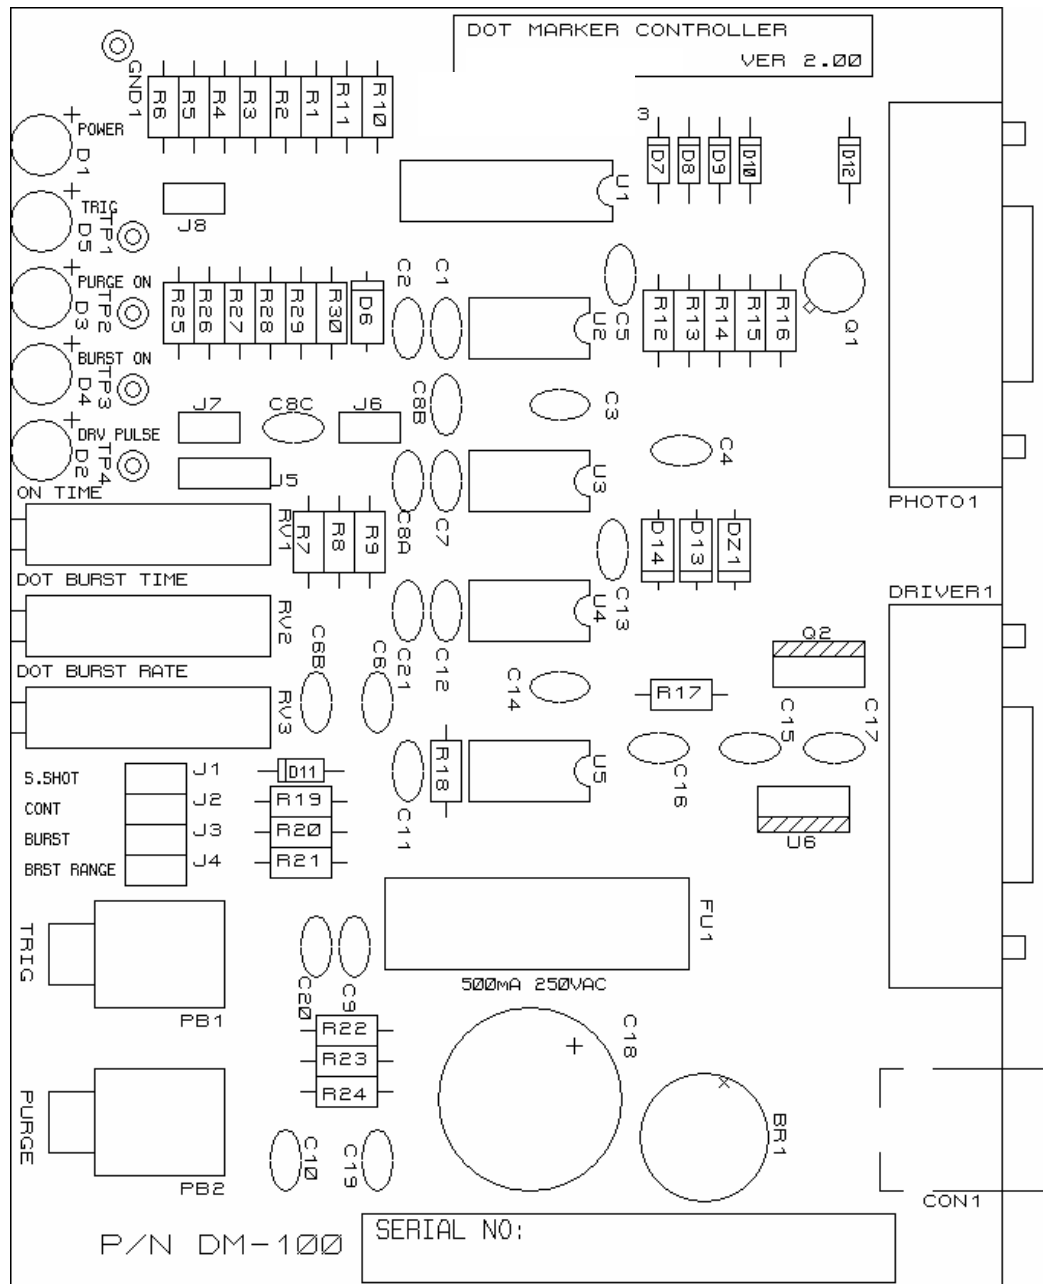 DOT MARKER CONTROLLER
VER 2.00
GND1
R6 R5 R4 R3 R2 R1 R11 R10
3
D7 D8 D9 D10 D12
POWER
D1
U1
TRIG
D5
TP1
J8
PURGE ON
D3
TP2
R25 R26 R27 R28 R29 R30 D6
C2 C1
U2
C5
R12 R13 R14 R15 R16
Q1
BURST ON
D4
TP3
J7
C8C
J6
C8B
C3
DRV PULSE
D2
TP4
J5
C4
ON TIME
RV1
R7 R8 R9
C8A
C7
U3
C13
D14 D13 DZ1
PHOTO1
DOT BURST TIME
RV2
C21
C12
U4
DRIVER1
Q2
DOT BURST RATE
RV3
C6B
C6
C14
R17
C15
C17
S.SHOT
J1
D11
R18
U5
C16
CONT
J2
R19
BURST
J3
R20
C11
U6
BRST RANGE
J4
R21
FU1
500mA 250VAC
TRIG
PB1
C20
C9
R22
R23
R24
C18
+
BR1
PURGE
PB2
C10
C19
CON1
P/N DM-100
SERIAL NO: